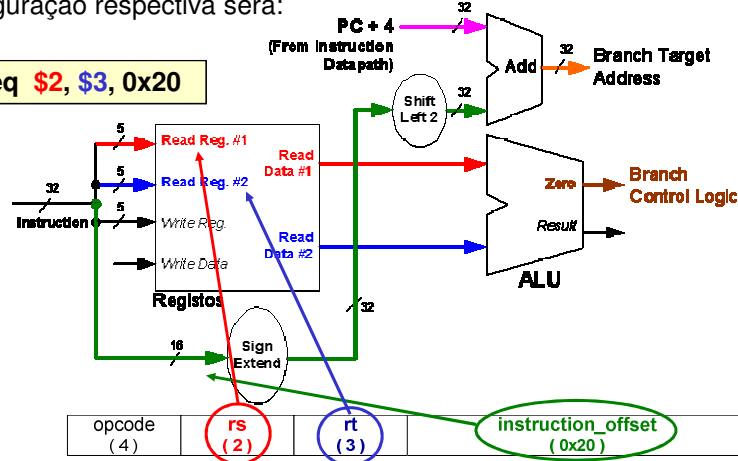 respectiva será:
32
PC + 4
(From Instruction
Datapath)
32
Add
Branch Target
Address
$2, $3, 0x20
Shift
Left 2
32
5
Read Reg. #1
Read
Data #1
32
5
Read Reg. #2
Zero
Branch
Control Logic
Instruction
5
Write Reg.
Result
Read
Data #2
Write Data
ALU
Registos
32
16
Sign
Extend
opcode
( 4 )
rs
( 2 )
rt
( 3 )
instruction_offset
( 0x20 )